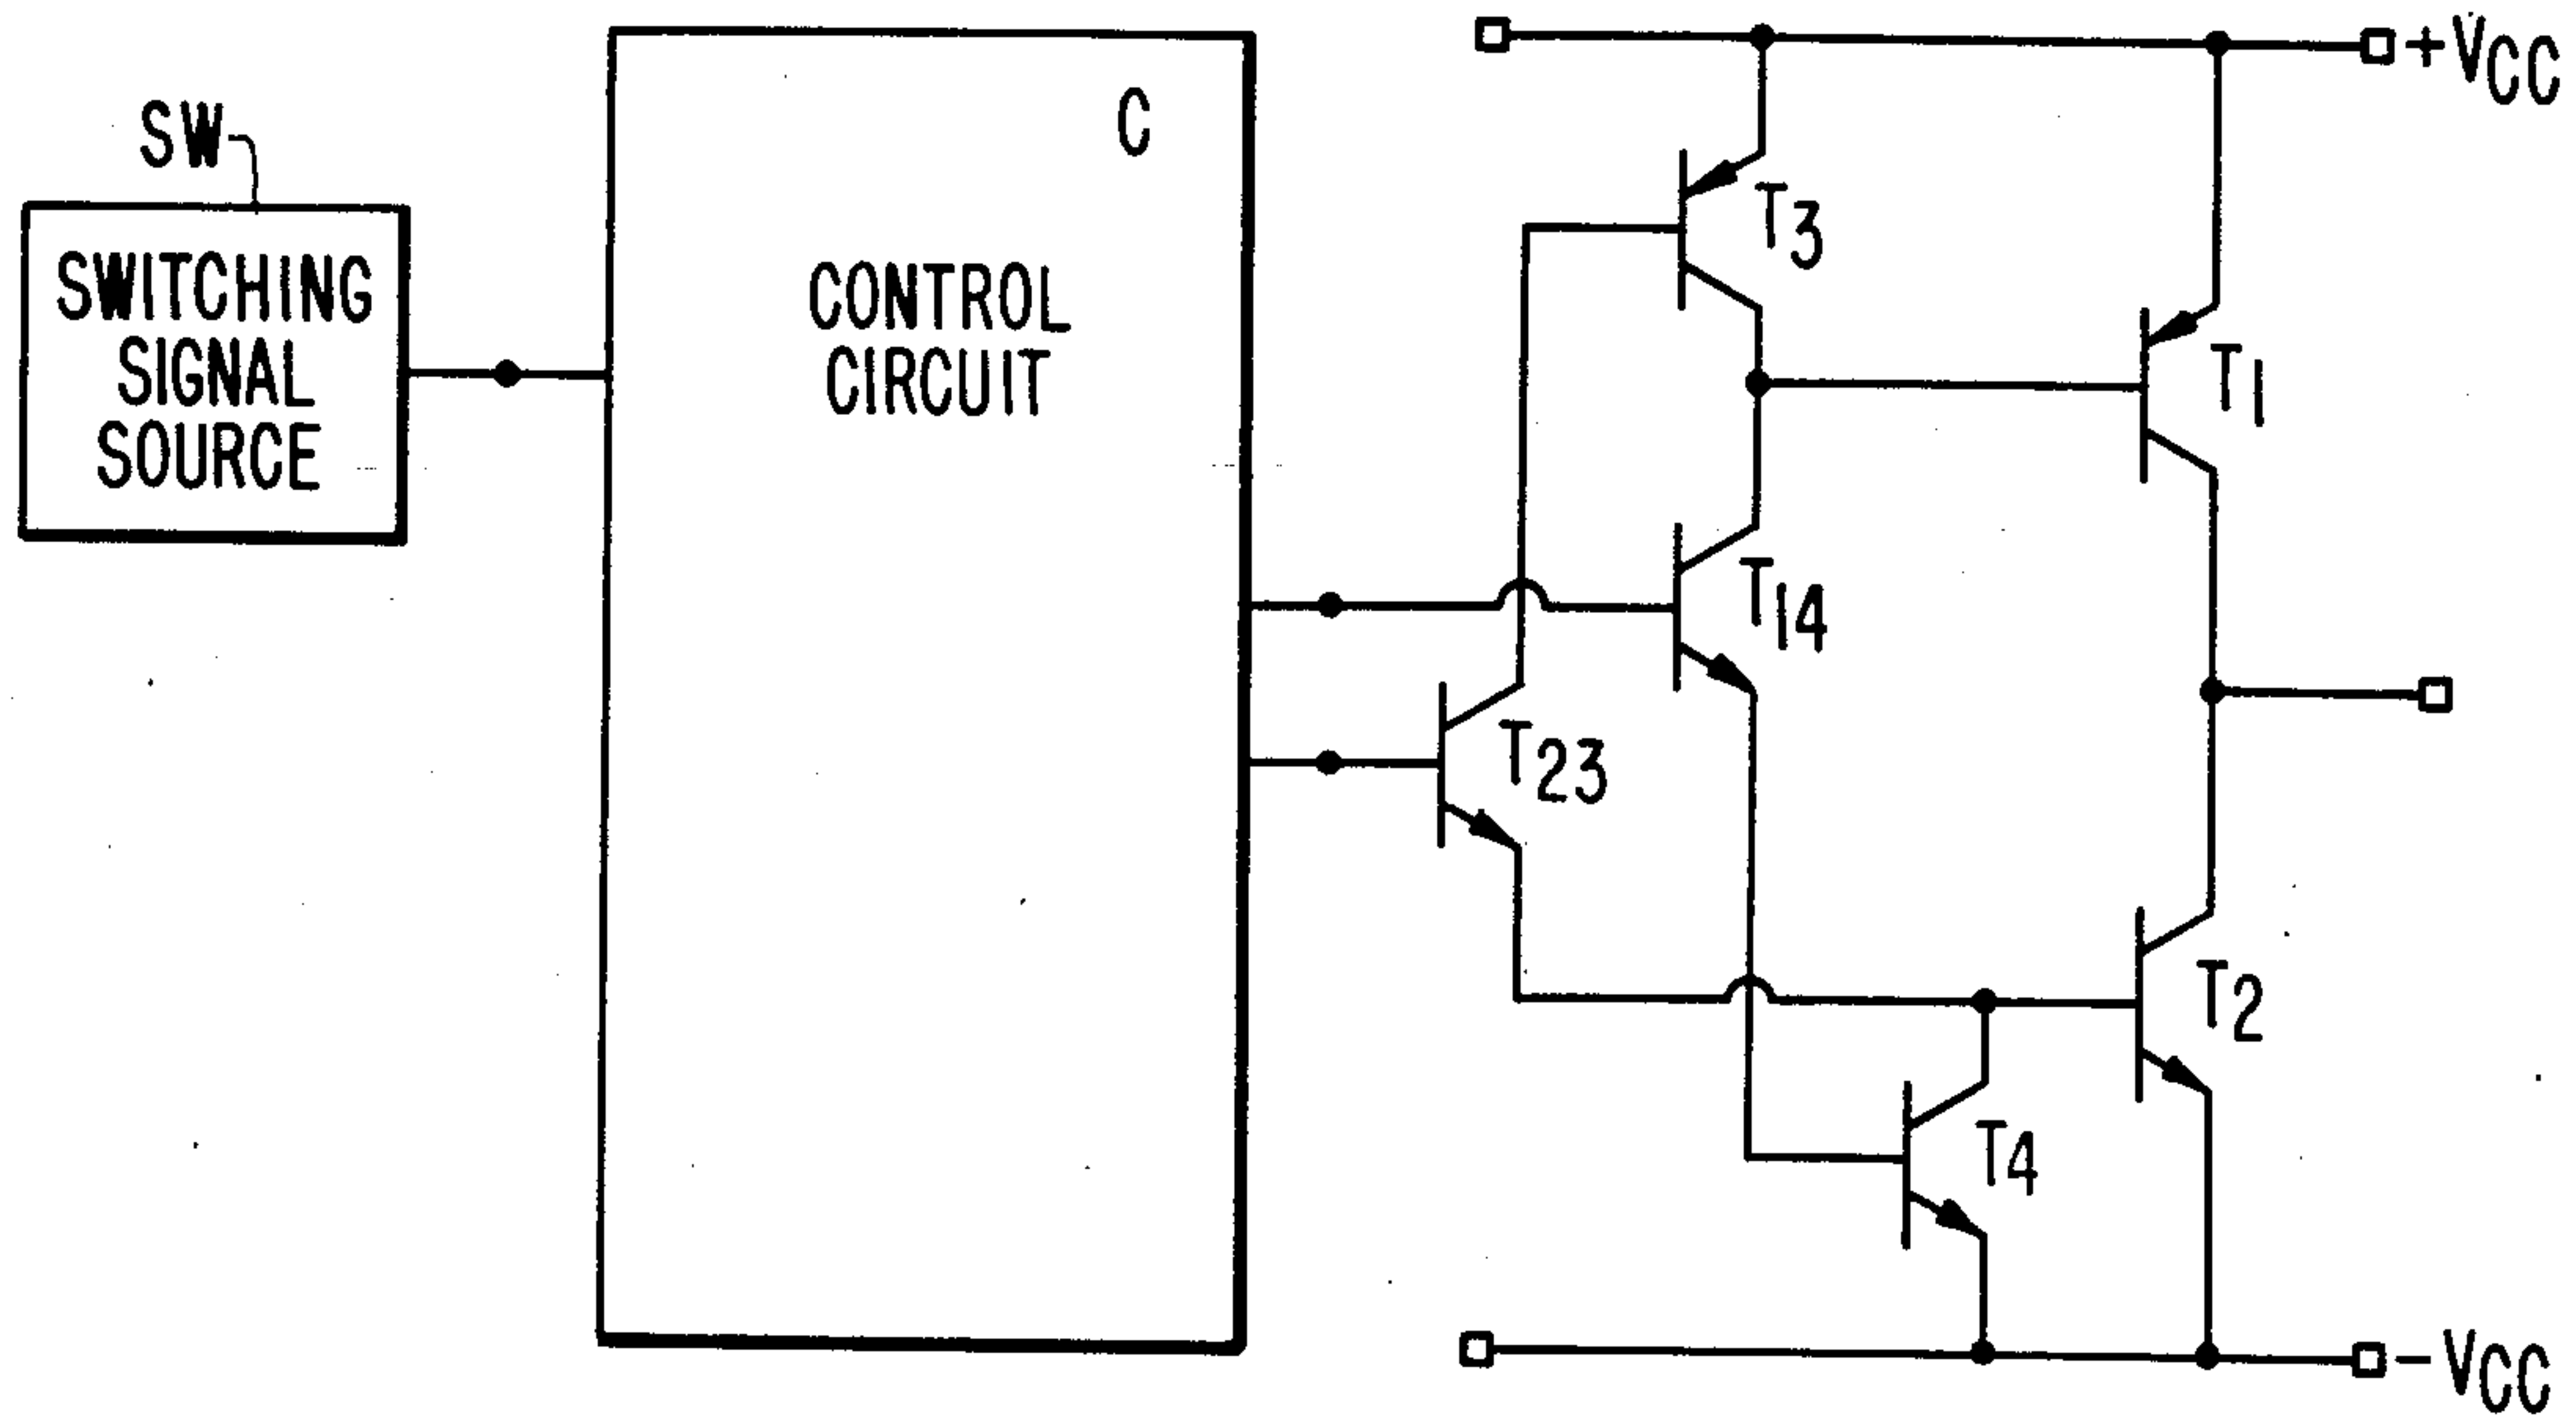 SW
SWITCHING
SIGNAL
SOURCE
C
CONTROL
CIRCUIT
+VCC
T3
T1
T14
T23
T2
T4
-VCC